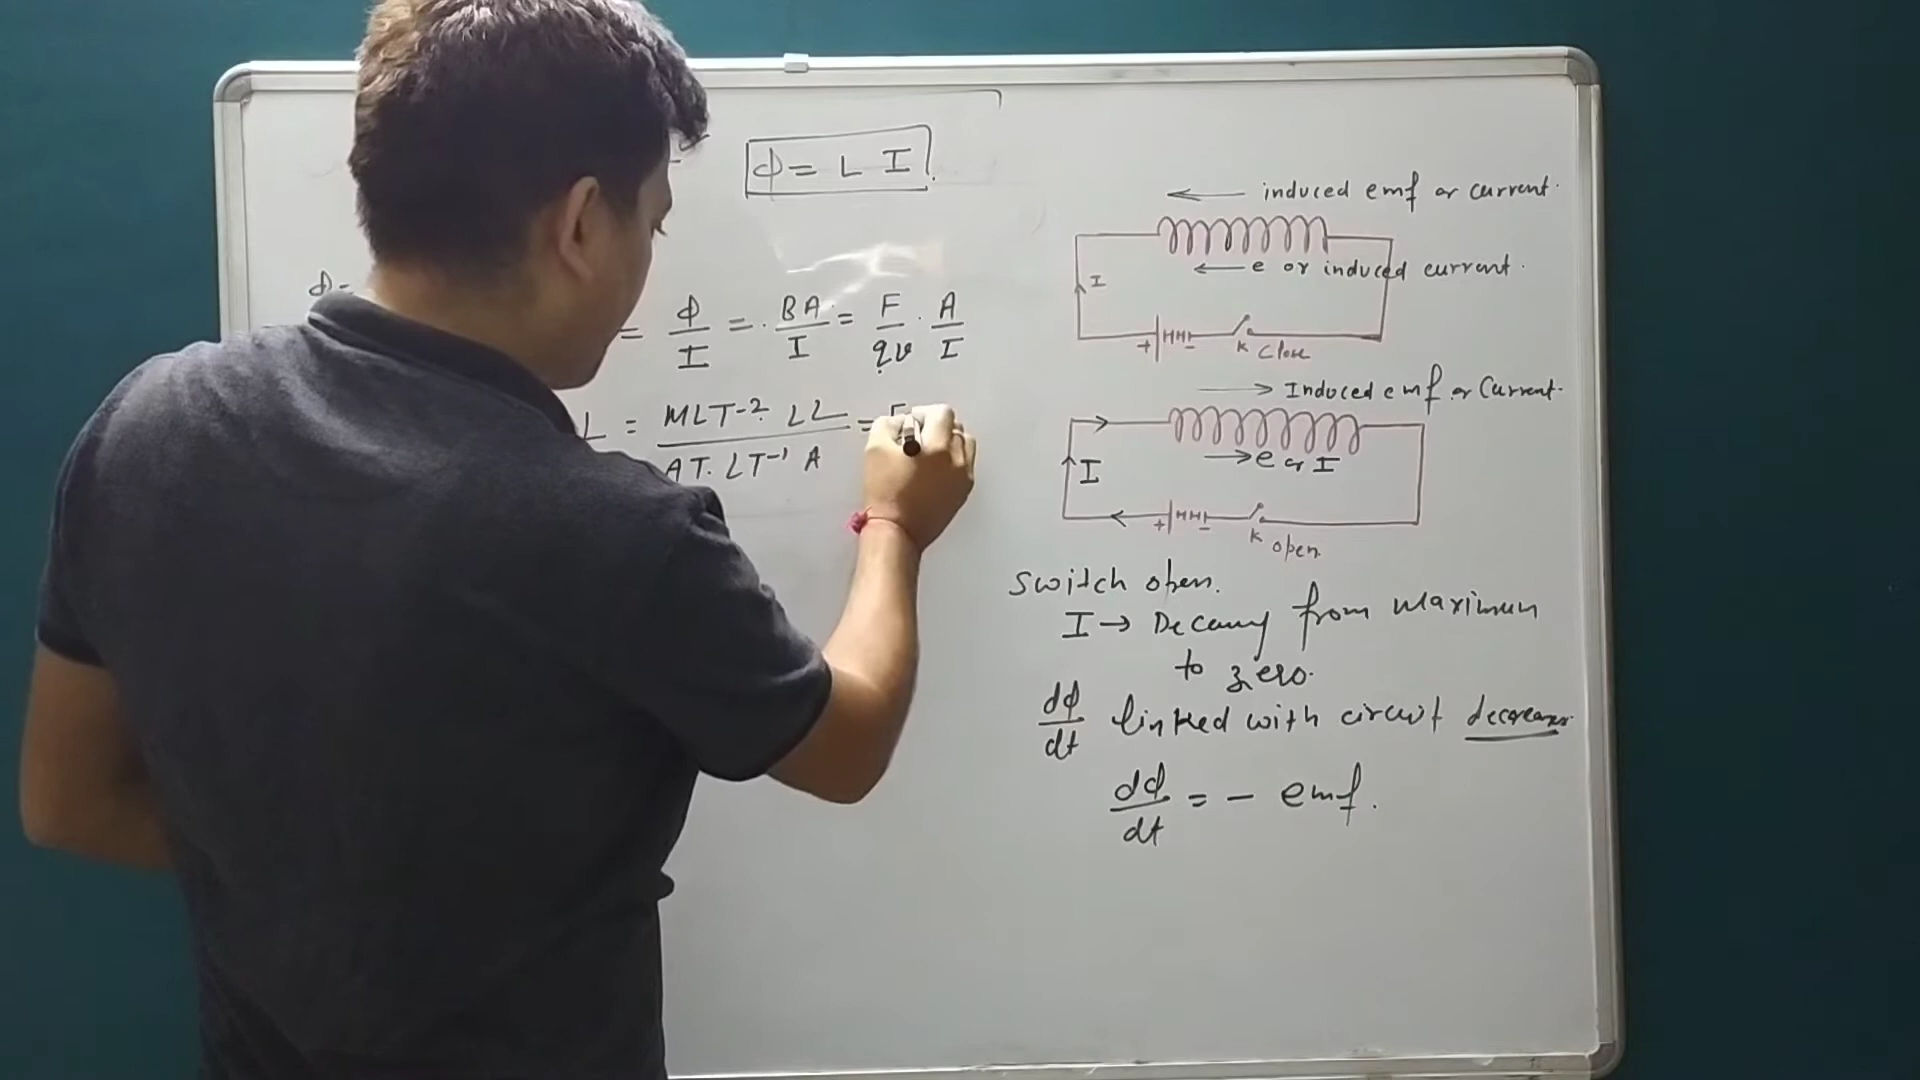 ϕ = L I
ϕ =
= ϕ/I = . BA/I = F/qv . A/I
L = MLT-2 LL / AT. LT-1 A =
← induced emf or current.
← e or induced current.
I
+ - K Close
→ Induced emf or Current.
→ e or I
I
+ - K open
Switch open.
I → Decamy from Maximum
to zero.
dϕ/dt linked with circuit decreases
dϕ/dt = - emf.